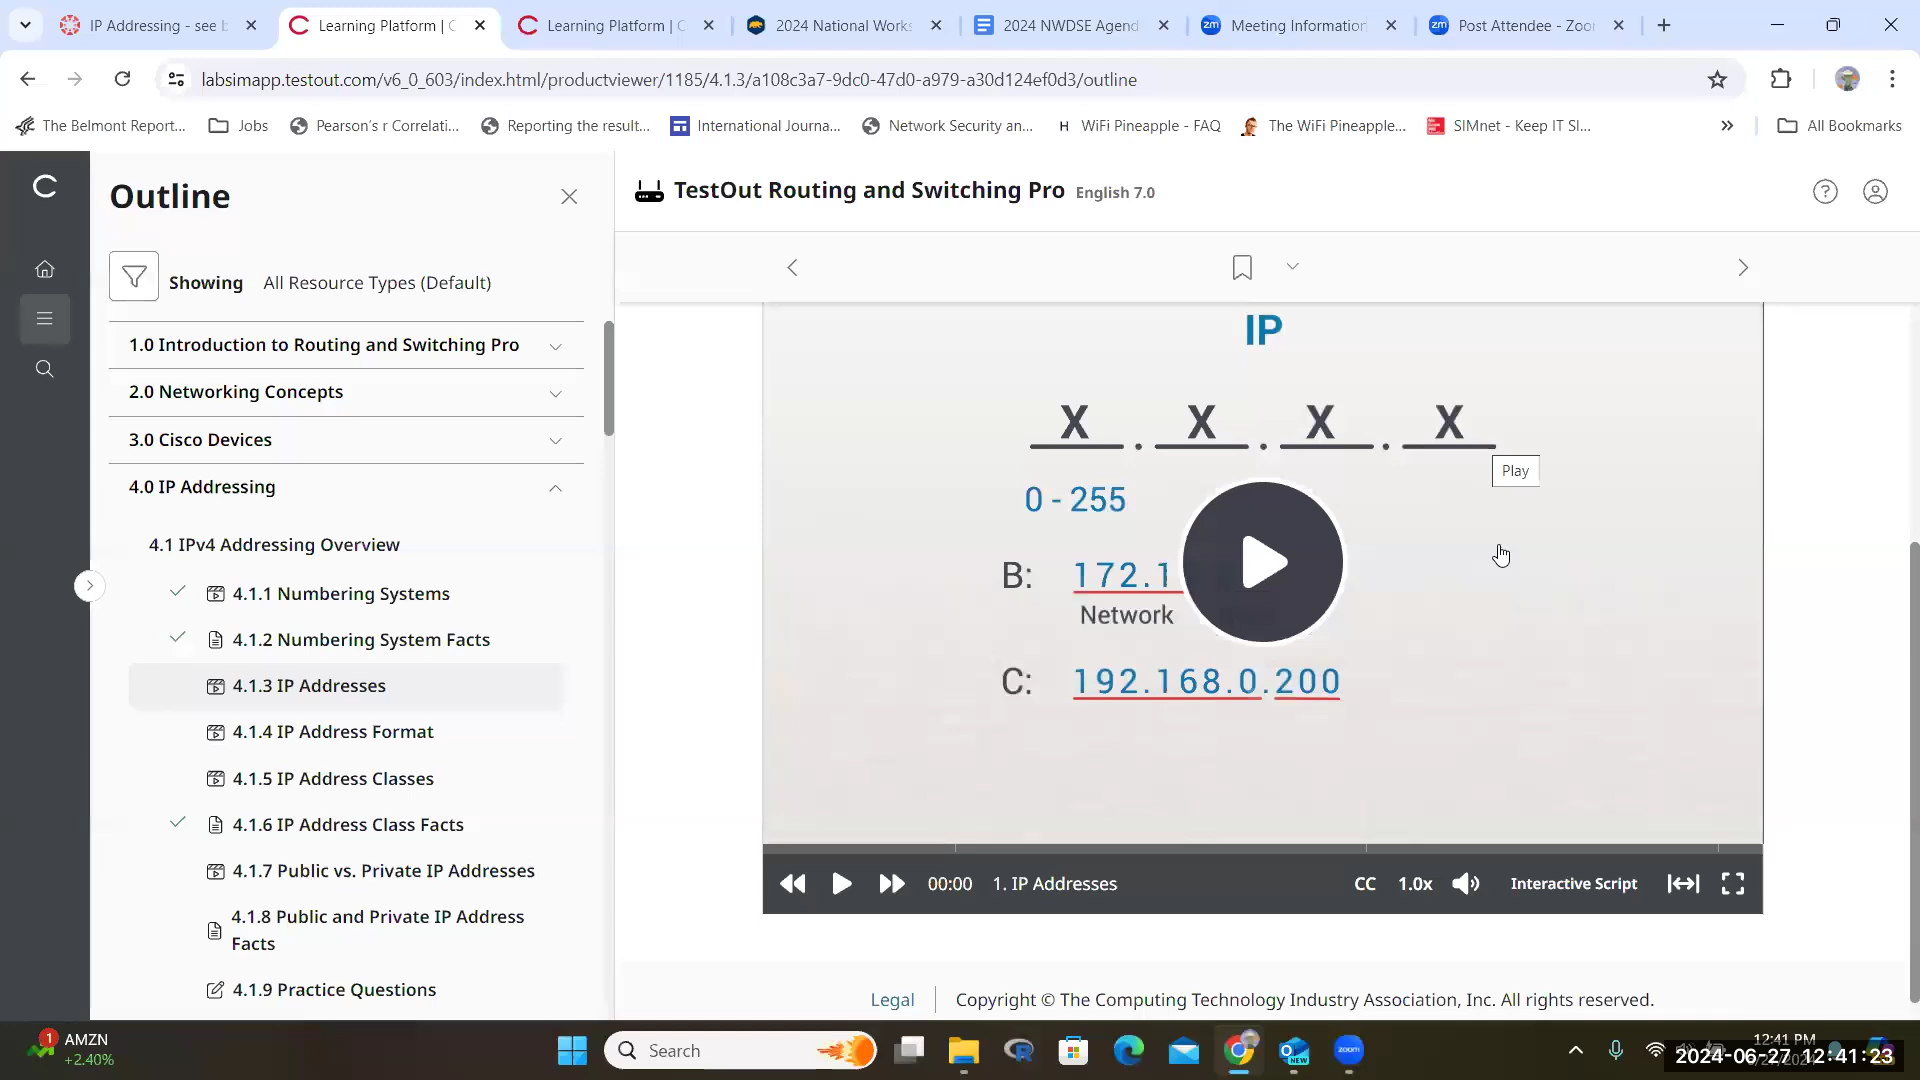 IP Addressing - see b
Learning Platform | C
Learning Platform | C
2024 National Works
2024 NWDSE Agend
Meeting Information
Post Attendee - Zoo
labsimapp.testout.com/v6_0_603/index.html/productviewer/1185/4.1.3/a108c3a7-9dc0-47d0-a979-a30d124ef0d3/outline
The Belmont Report...
Jobs
Pearson's r Correlati...
Reporting the result...
International Journa...
Network Security an...
WiFi Pineapple - FAQ
The WiFi Pineapple...
SIMnet - Keep IT SI...
All Bookmarks
Outline
Showing All Resource Types (Default)
1.0 Introduction to Routing and Switching Pro
2.0 Networking Concepts
3.0 Cisco Devices
4.0 IP Addressing
4.1 IPv4 Addressing Overview
4.1.1 Numbering Systems
4.1.2 Numbering System Facts
4.1.3 IP Addresses
4.1.4 IP Address Format
4.1.5 IP Address Classes
4.1.6 IP Address Class Facts
4.1.7 Public vs. Private IP Addresses
4.1.8 Public and Private IP Address
Facts
4.1.9 Practice Questions
TestOut Routing and Switching Pro English 7.0
IP
X . X . X . X
Play
0 - 255
B: 172.1
Network
C: 192.168.0.200
00:00 1. IP Addresses
CC 1.0x Interactive Script
Legal Copyright © The Computing Technology Industry Association, Inc. All rights reserved.
1 AMZN
+2.40%
Search
zoom
NEW
12:41 PM
2024-06-27 12:41:23